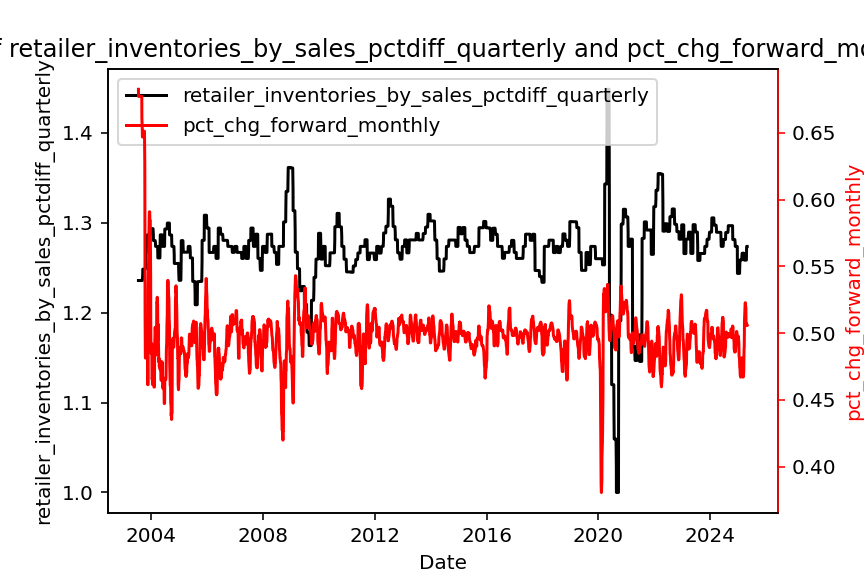 retailer_inventories_by_sales_pctdiff_quarterly and pct_chg_forward_mo
retailer_inventories_by_sales_pctdiff_quarterly
pct_chg_forward_monthly
retailer_inventories_by_sales_pctdiff_quarterly
1.4
1.3
1.2
1.1
1.0
0.65
0.60
0.55
0.50
0.45
0.40
pct_chg_forward_monthly
2004
2008
2012
2016
2020
2024
Date